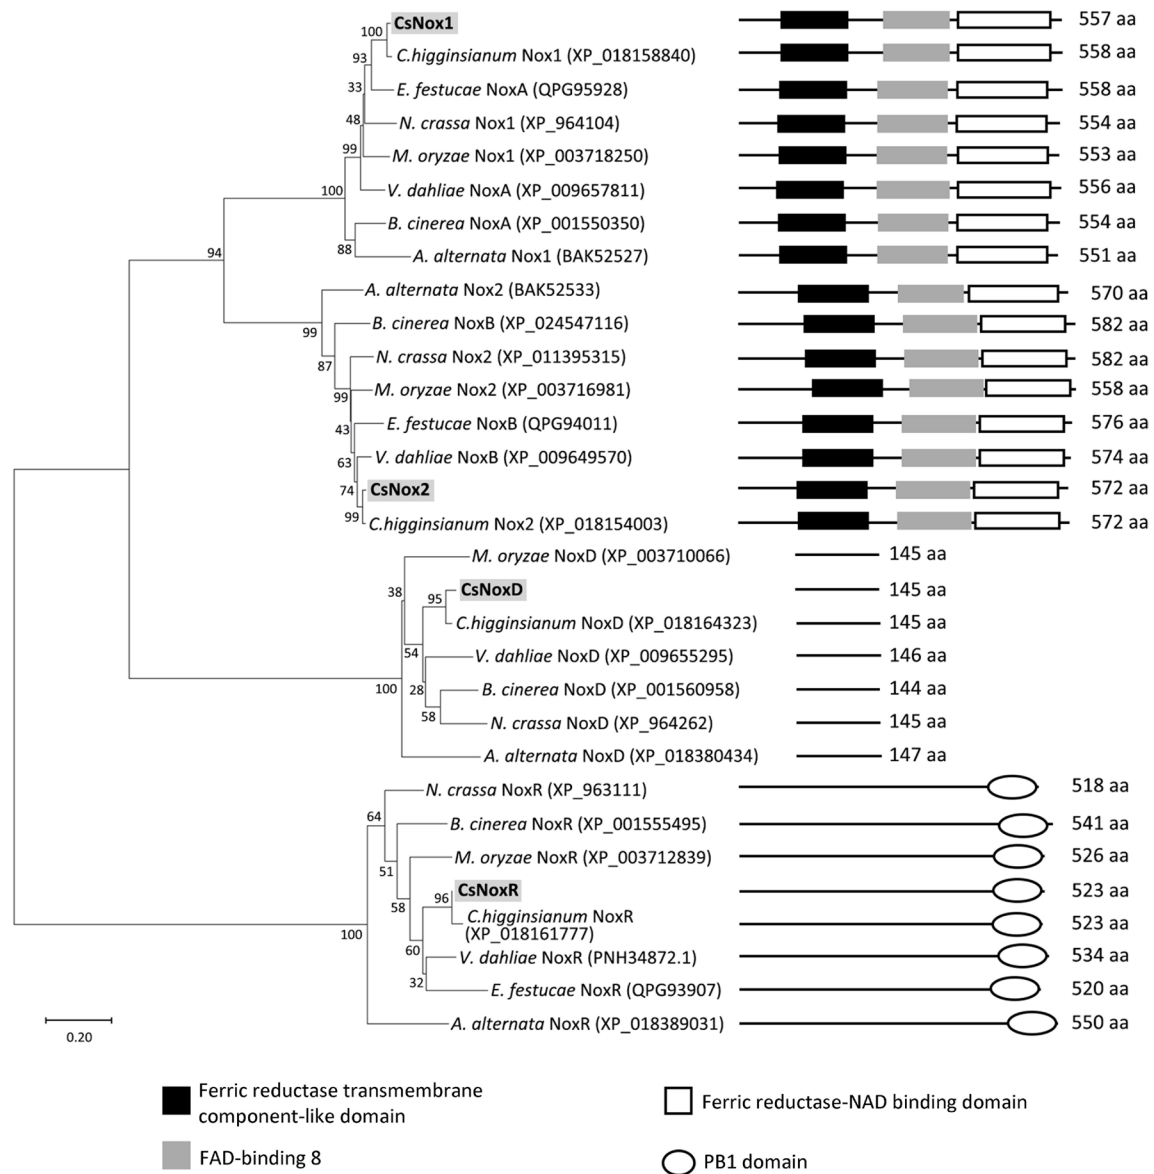 CsNox1 557 aa
100
C.higginsianum Nox1 (XP_018158840) 558 aa
93
33
E. festucae NoxA (QPG95928) 558 aa
48
N. crassa Nox1 (XP_964104) 554 aa
99
M. oryzae Nox1 (XP_003718250) 553 aa
100
V. dahliae NoxA (XP_009657811) 556 aa
B. cinerea NoxA (XP_001550350) 554 aa
88
94
A. alternata Nox1 (BAK52527) 551 aa
A. alternata Nox2 (BAK52533) 570 aa
B. cinerea NoxB (XP_024547116) 582 aa
99
N. crassa Nox2 (XP_011395315) 582 aa
87
M. oryzae Nox2 (XP_003716981) 558 aa
99
E. festucae NoxB (QPG94011) 576 aa
43
V. dahliae NoxB (XP_009649570) 574 aa
63
CsNox2 572 aa
74
99
C.higginsianum Nox2 (XP_018154003) 572 aa
M. oryzae NoxD (XP_003710066) 145 aa
38
CsNoxD 145 aa
95
C.higginsianum NoxD (XP_018164323) 145 aa
54
V. dahliae NoxD (XP_009655295) 146 aa
100
28
B. cinerea NoxD (XP_001560958) 144 aa
58
N. crassa NoxD (XP_964262) 145 aa
A. alternata NoxD (XP_018380434) 147 aa
N. crassa NoxR (XP_963111) 518 aa
64
B. cinerea NoxR (XP_001555495) 541 aa
M. oryzae NoxR (XP_003712839) 526 aa
51
CsNoxR 523 aa
96
58
C.higginsianum NoxR 523 aa
(XP_018161777)
100
60
V. dahliae NoxR (PNH34872.1) 534 aa
32
E. festucae NoxR (QPG93907) 520 aa
A. alternata NoxR (XP_018389031) 550 aa
0.20
Ferric reductase transmembrane
component-like domain
Ferric reductase-NAD binding domain
FAD-binding 8
PB1 domain